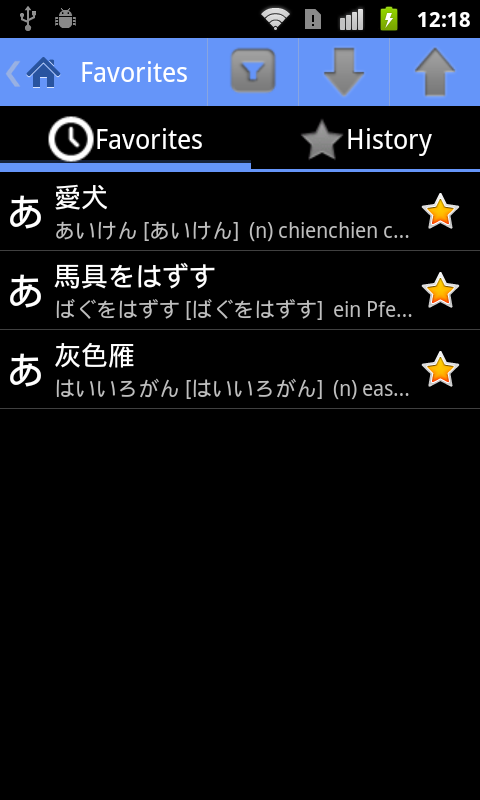 12:18
Favorites
Favorites
History
あ
愛犬
あいけん [あいけん] (n) chienchien c...
あ
馬具をはずす
ばぐをはずす [ばぐをはずす] ein Pfe...
あ
灰色雁
はいいろがん [はいいろがん] (n) eas...